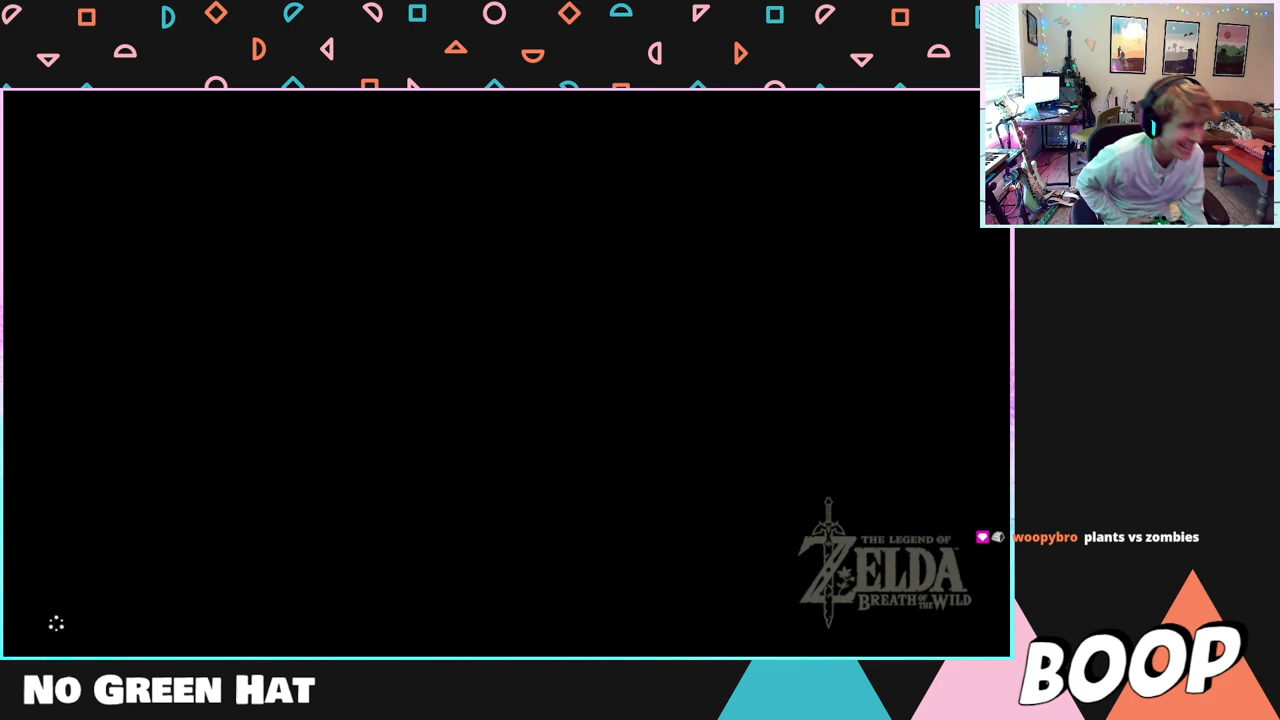 THE LEGEND OF
ZELDA
BREATH OF THE WILD
woopybro plants vs zombies
No Green Hat
BOOP